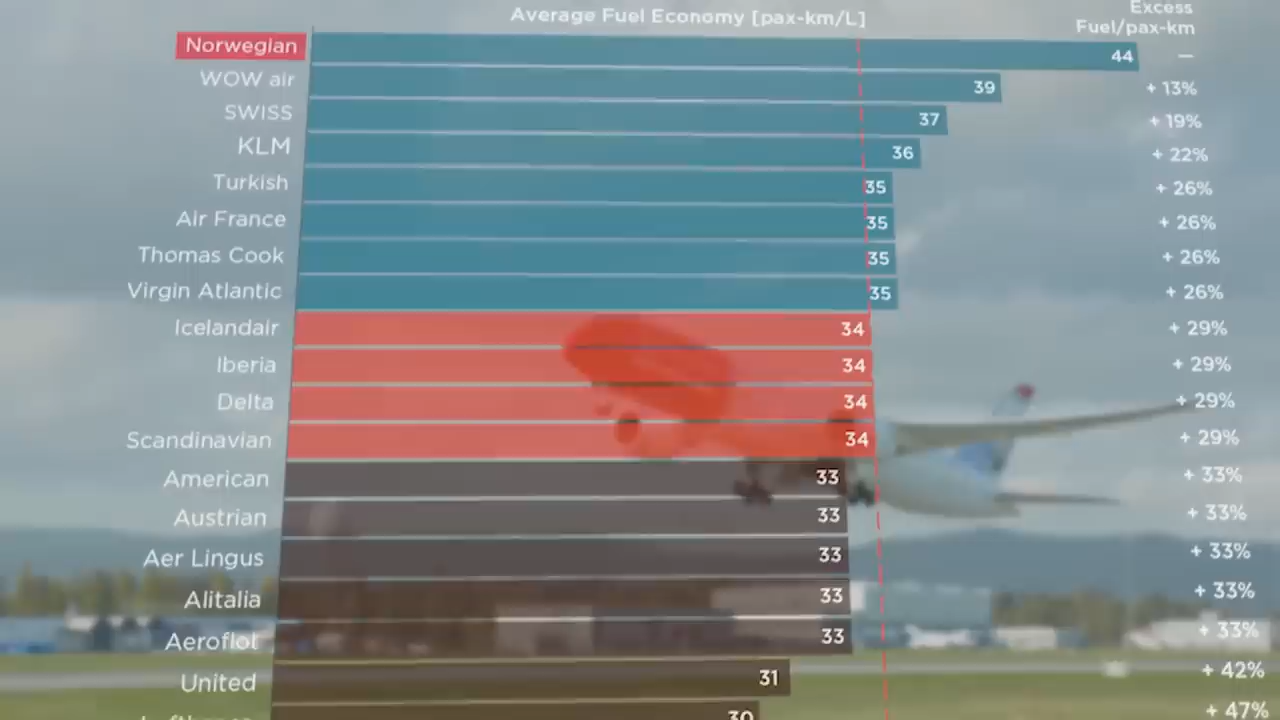 Average Fuel Economy [pax-km/L]
Excess
Fuel/pax-km
Norwegian 44 —
WOW air 39 + 13%
SWISS 37 + 19%
KLM 36 + 22%
Turkish 35 + 26%
Air France 35 + 26%
Thomas Cook 35 + 26%
Virgin Atlantic 35 + 26%
Icelandair 34 + 29%
Iberia 34 + 29%
Delta 34 + 29%
Scandinavian 34 + 29%
American 33 + 33%
Austrian 33 + 33%
Aer Lingus 33 + 33%
Alitalia 33 + 33%
Aeroflot 33 + 33%
United 31 + 42%
30 + 47%